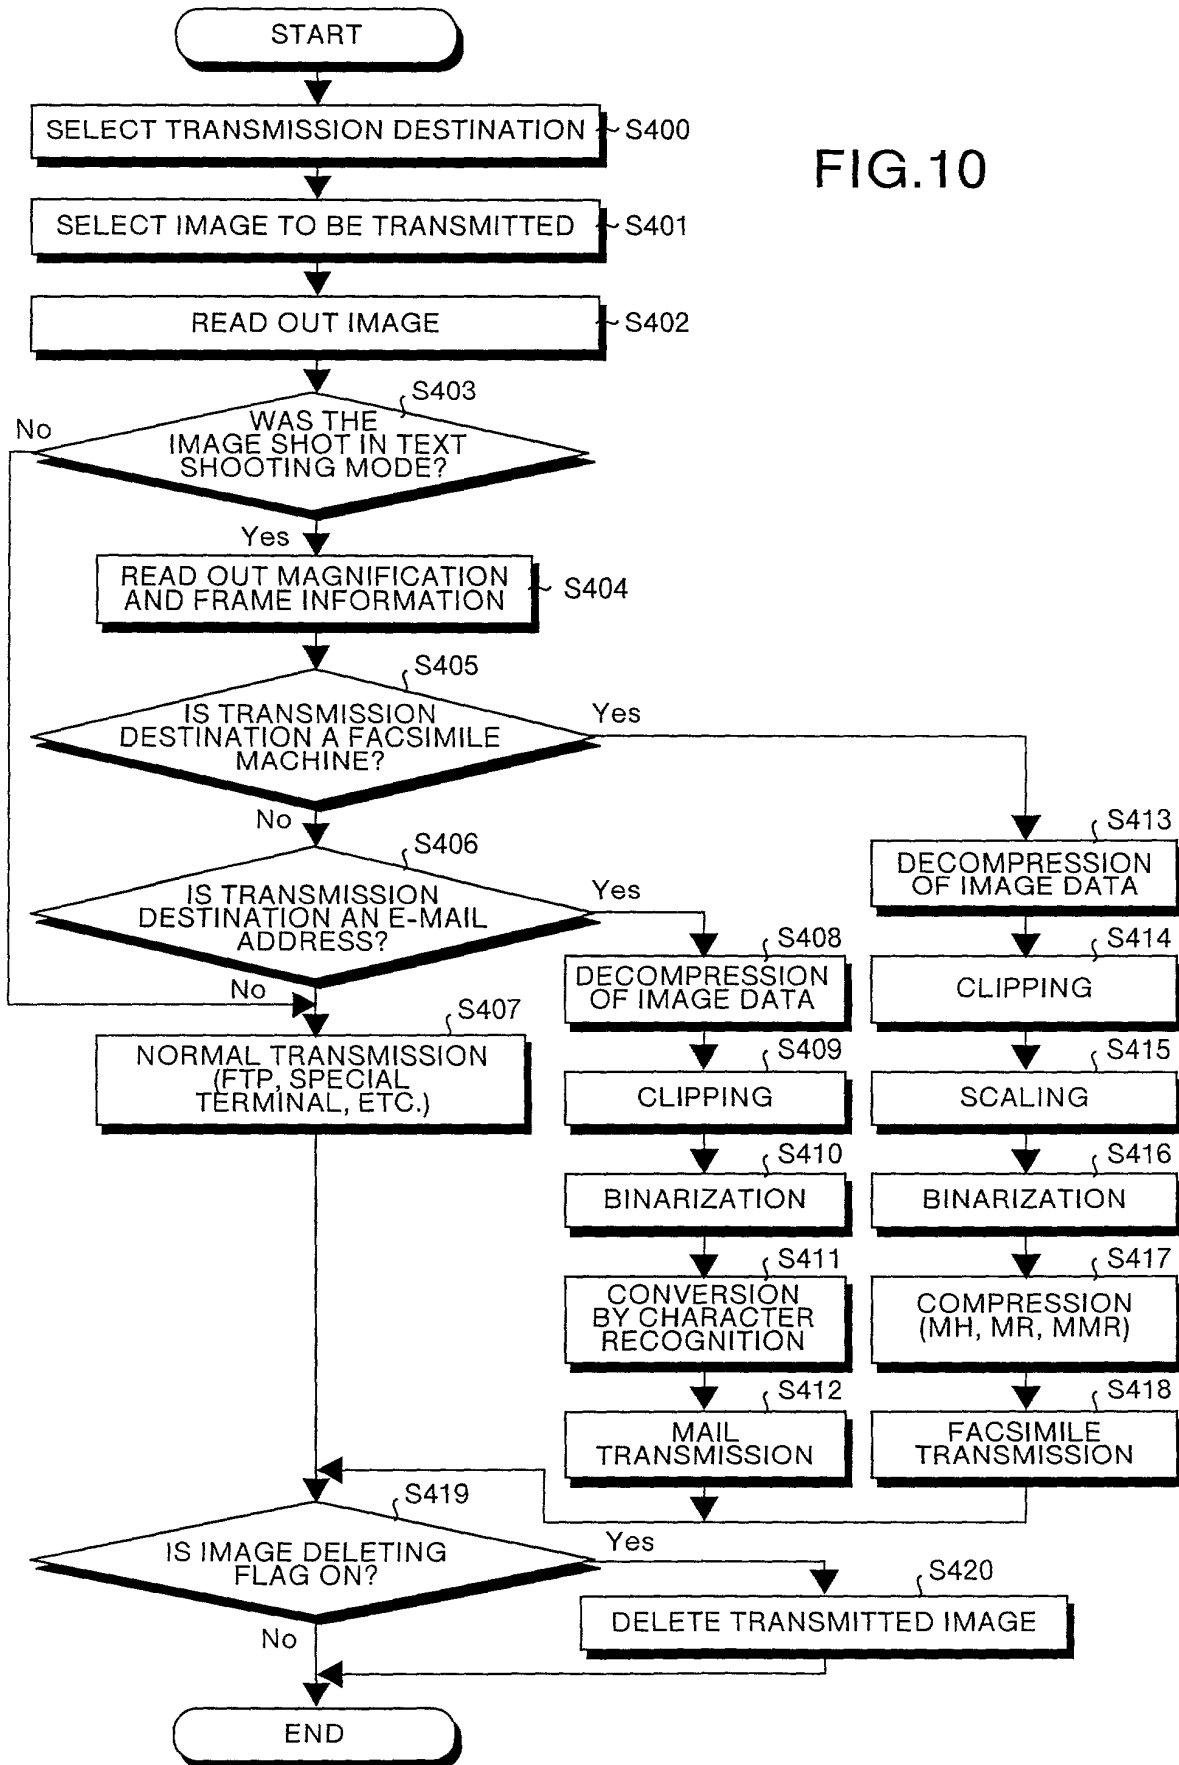 START
SELECT TRANSMISSION DESTINATION
S400
FIG.10
SELECT IMAGE TO BE TRANSMITTED
S401
READ OUT IMAGE
S402
S403
WAS THE
IMAGE SHOT IN TEXT
SHOOTING MODE?
No
Yes
READ OUT MAGNIFICATION
AND FRAME INFORMATION
S404
S405
IS TRANSMISSION
DESTINATION A FACSIMILE
MACHINE?
Yes
No
S406
IS TRANSMISSION
DESTINATION AN E-MAIL
ADDRESS?
Yes
No
S407
NORMAL TRANSMISSION
(FTP, SPECIAL
TERMINAL, ETC.)
S408
DECOMPRESSION
OF IMAGE DATA
S409
CLIPPING
S410
BINARIZATION
S411
CONVERSION
BY CHARACTER
RECOGNITION
S412
MAIL
TRANSMISSION
S413
DECOMPRESSION
OF IMAGE DATA
S414
CLIPPING
S415
SCALING
S416
BINARIZATION
S417
COMPRESSION
(MH, MR, MMR)
S418
FACSIMILE
TRANSMISSION
S419
IS IMAGE DELETING
FLAG ON?
Yes
No
S420
DELETE TRANSMITTED IMAGE
END